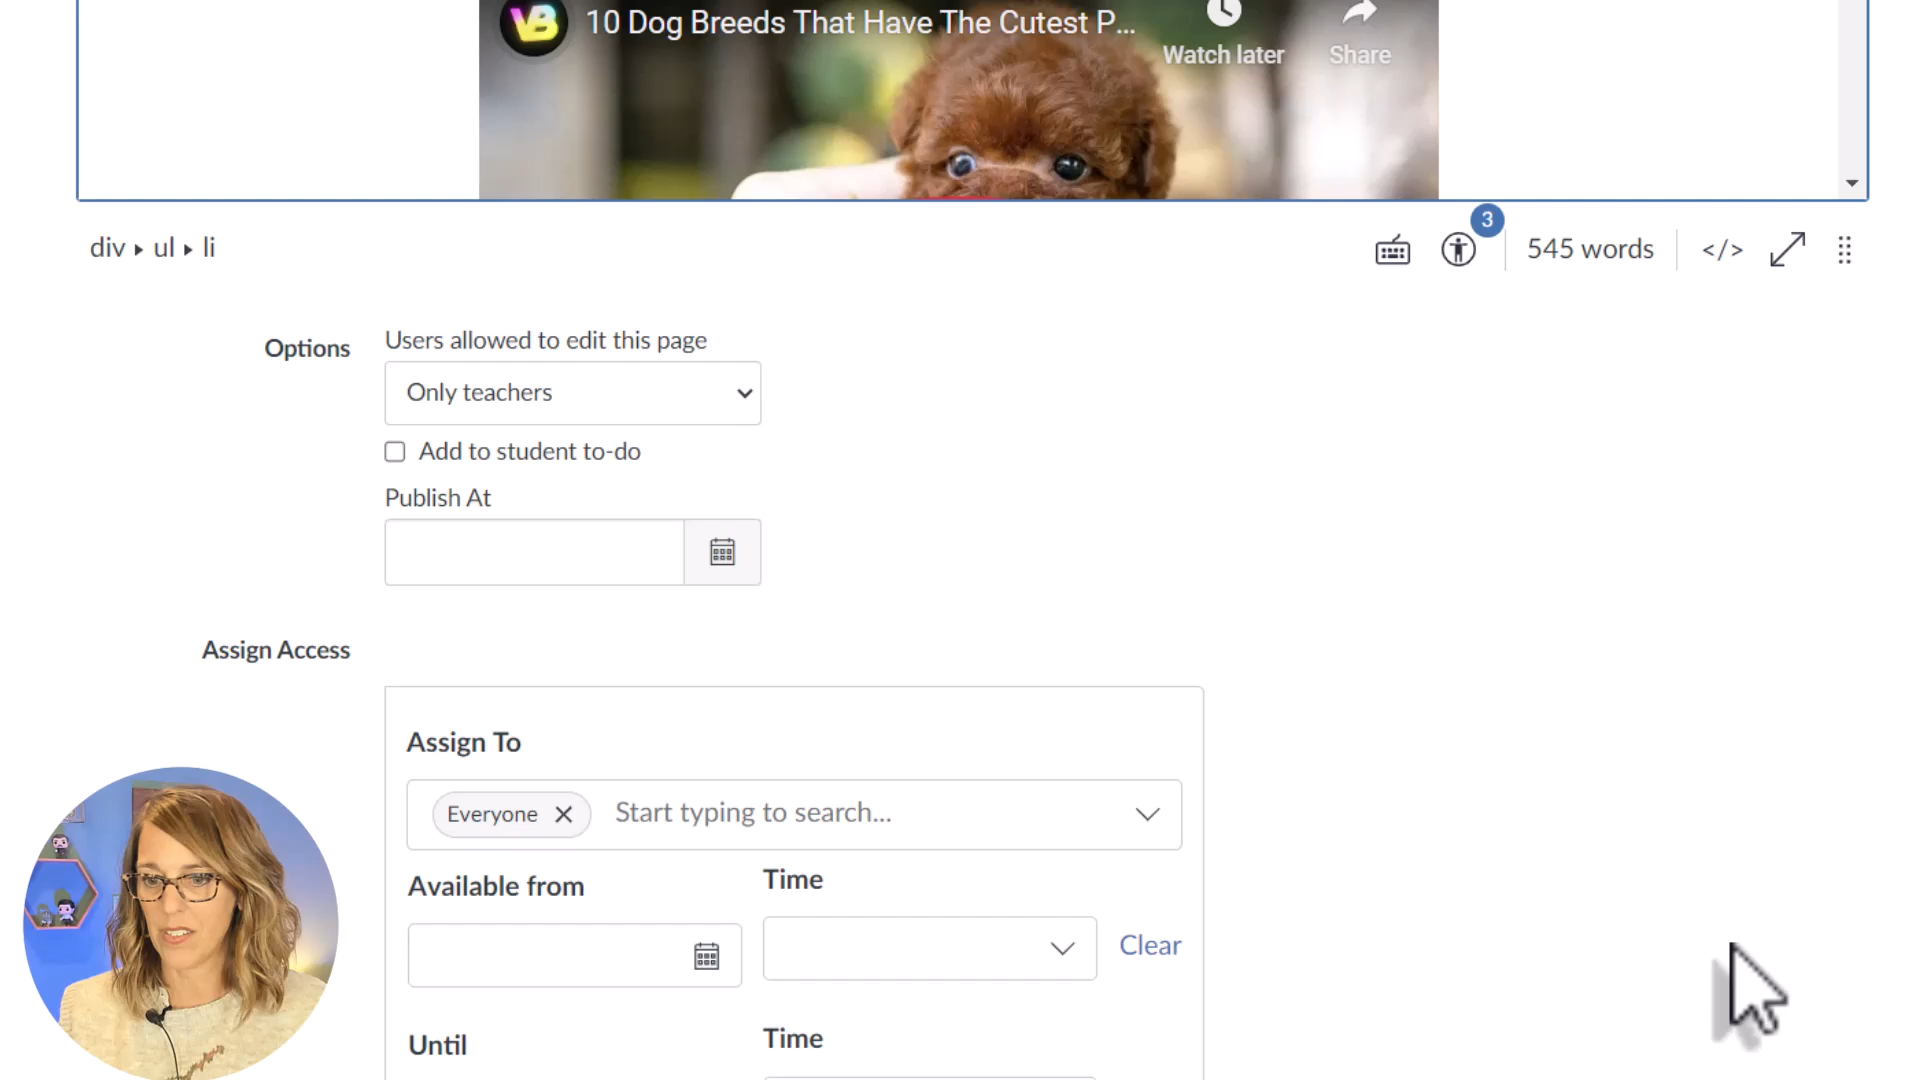 VB
10 Dog Breeds That Have The Cutest P...
Watch later
Share
div ▸ ul ▸ li
3
545 words
</>
Options
Users allowed to edit this page
Only teachers
Add to student to-do
Publish At
Assign Access
Assign To
Everyone
Start typing to search...
Available from
Time
Clear
Until
Time